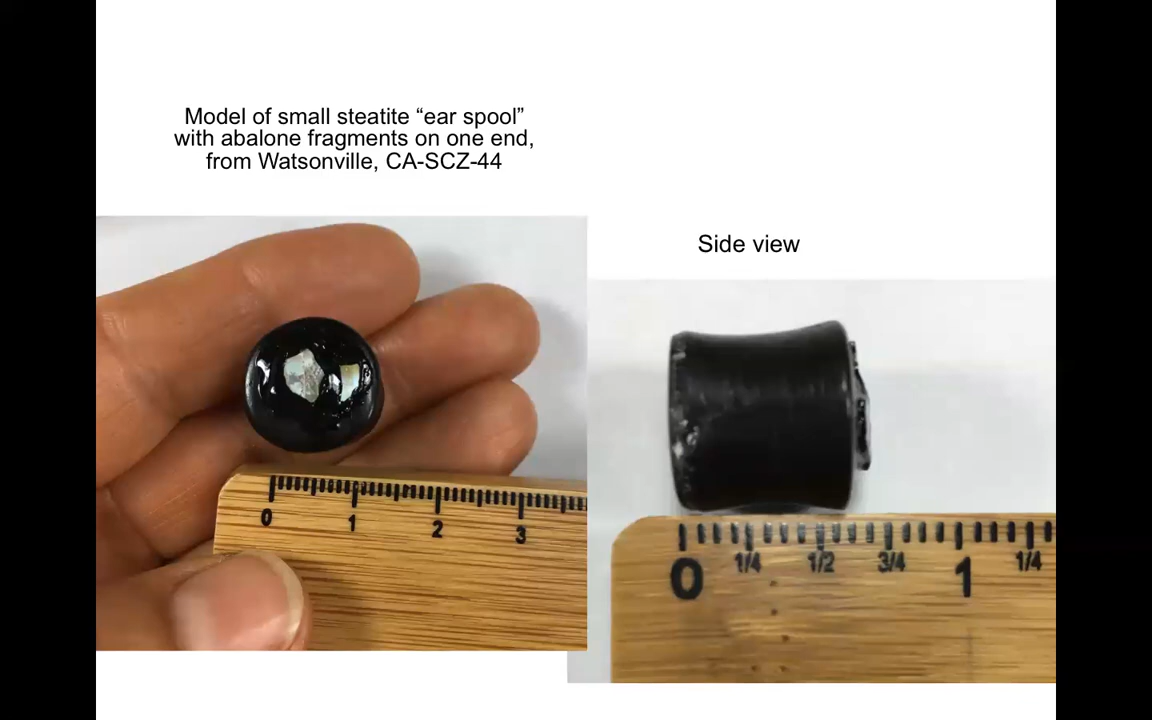 Model of small steatite “ear spool”
with abalone fragments on one end,
from Watsonville, CA-SCZ-44
Side view
0 1 2 3
1/4 1/2 3/4 1/4
0 1